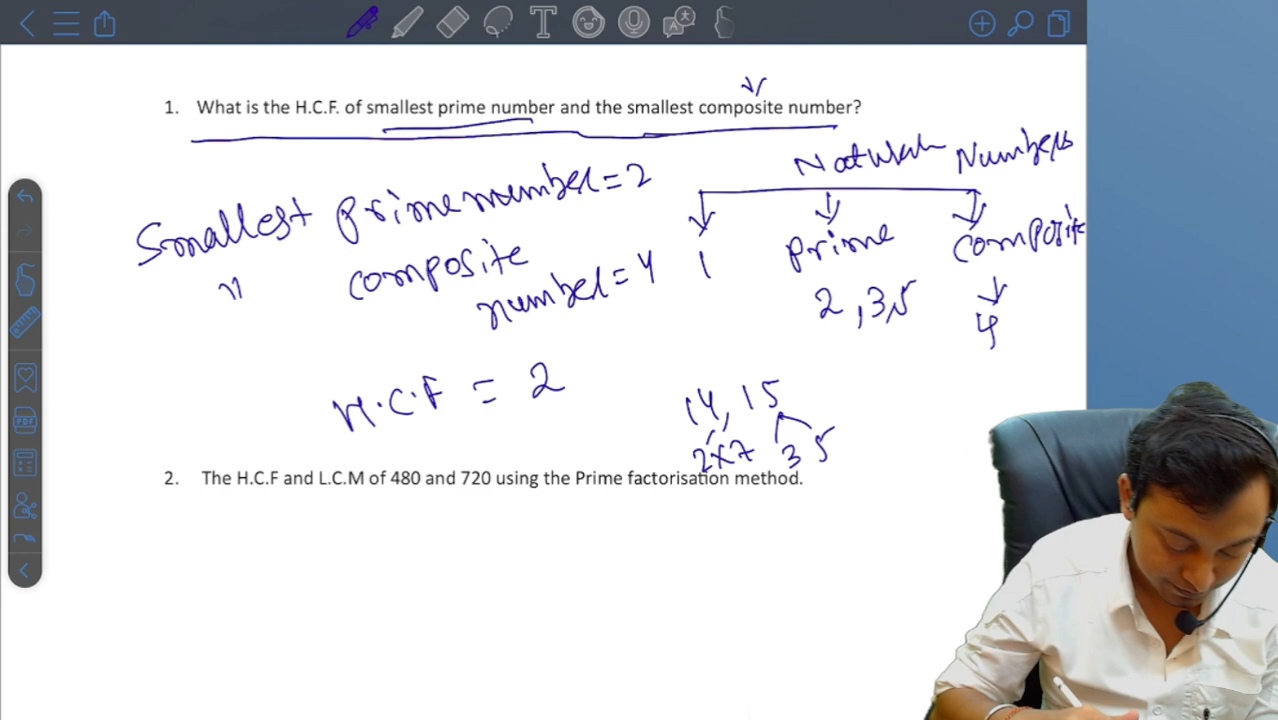 1. What is the H.C.F. of smallest prime number and the smallest composite number?
Natural Numbers
Smallest Prime number = 2
1
Prime
Composite
" composite
number = 4
2, 3, 5
4
H.C.F = 2
14, 15
2x7 3 5
2. The H.C.F and L.C.M of 480 and 720 using the Prime factorisation method.
T
A
PDF